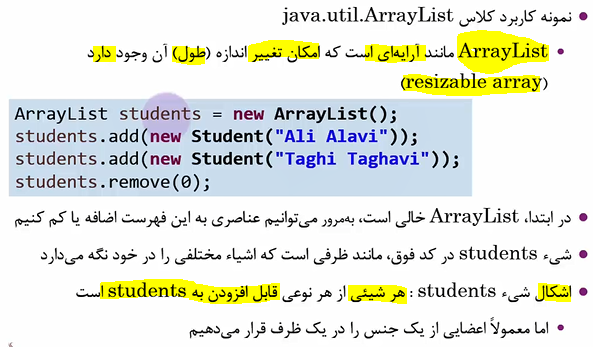 نمونه کاربرد کلاس java.util.ArrayList
ArrayList مانند آرایه‌ای است که امکان تغییر اندازه (طول) آن وجود دارد
(resizable array)
ArrayList students = new ArrayList();
students.add(new Student("Ali Alavi"));
students.add(new Student("Taghi Taghavi"));
students.remove(0);
در ابتدا، ArrayList خالی است، به‌مرور می‌توانیم عناصری به این فهرست اضافه یا کم کنیم
شیء students در کد فوق، مانند ظرفی است که اشیاء مختلفی را در خود نگه می‌دارد
اشکال شیء students : هر شیئی از هر نوعی قابل افزودن به students است
اما معمولاً اعضایی از یک جنس را در یک ظرف قرار می‌دهیم